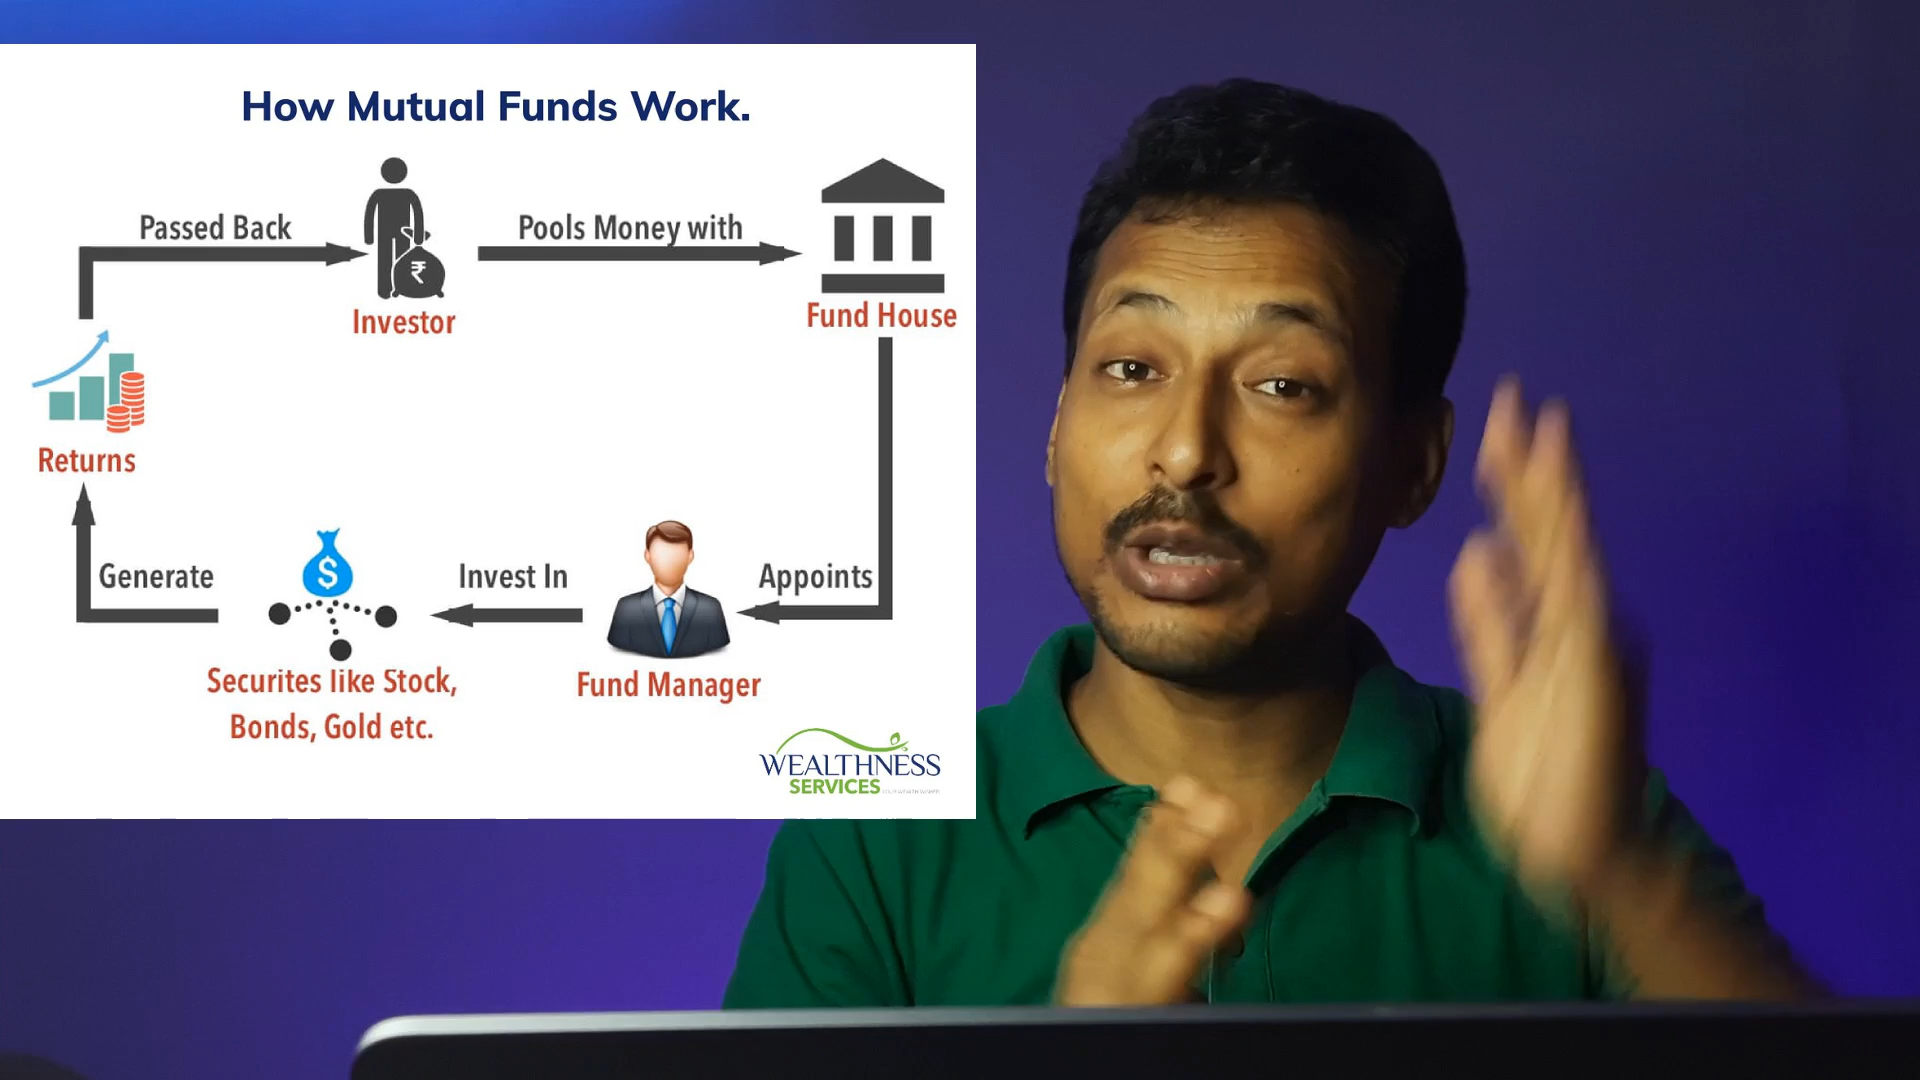 How Mutual Funds Work.
Passed Back
Pools Money with
₹
Investor
Fund House
Returns
Generate
$
Invest In
Appoints
Securites like Stock,
Bonds, Gold etc.
Fund Manager
WEALTHNESS
SERVICES